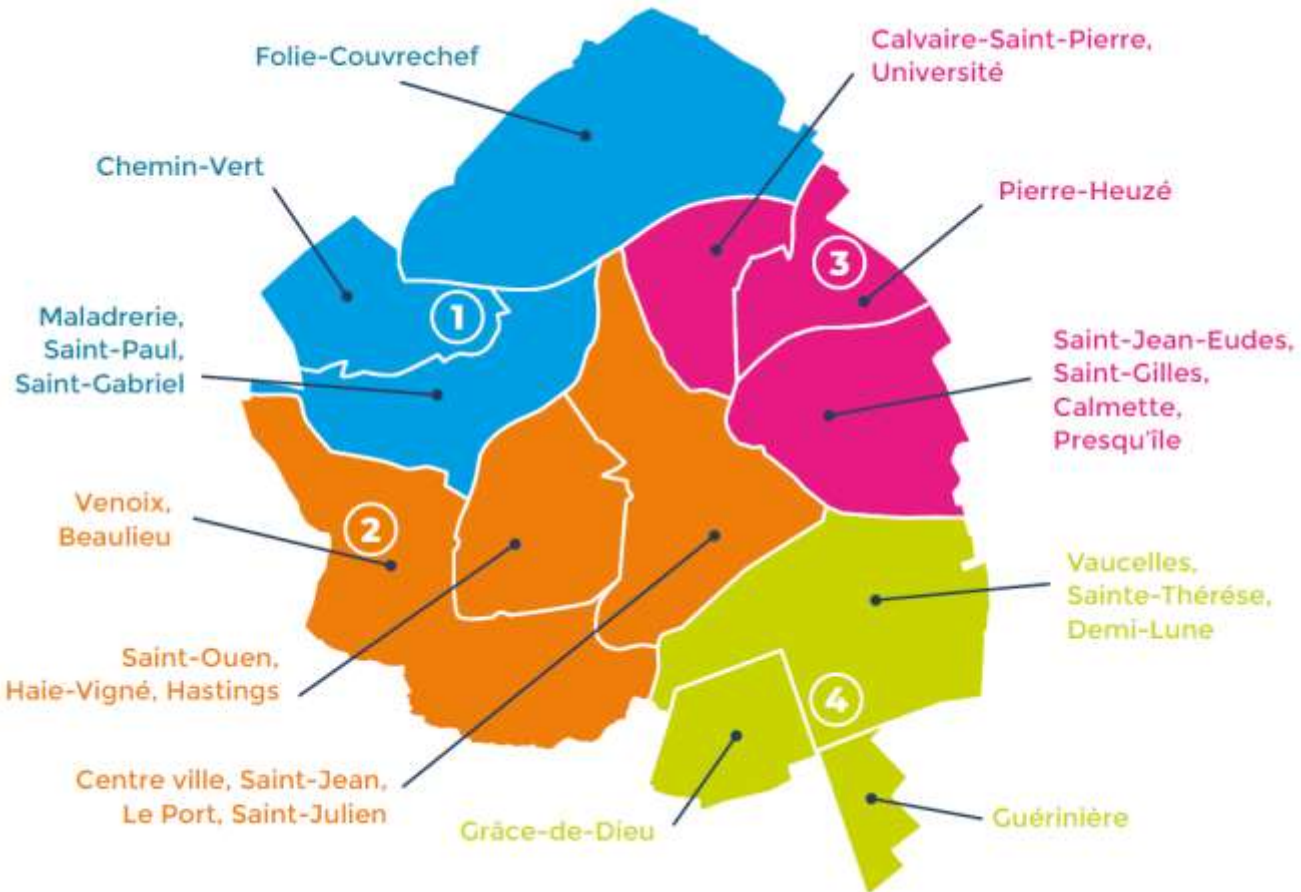 Folie-Couvrechef
Calvaire-Saint-Pierre,
Université
Chemin-Vert
Pierre-Heuzé
3
1
Maladrerie,
Saint-Paul,
Saint-Gabriel
Saint-Jean-Eudes,
Saint-Gilles,
Calmette,
Presqu'île
Venoix,
Beaulieu
2
Vaucelles,
Sainte-Thérése,
Demi-Lune
Saint-Ouen,
Haie-Vigné, Hastings
4
Centre ville, Saint-Jean,
Le Port, Saint-Julien
Grâce-de-Dieu
Guérinière